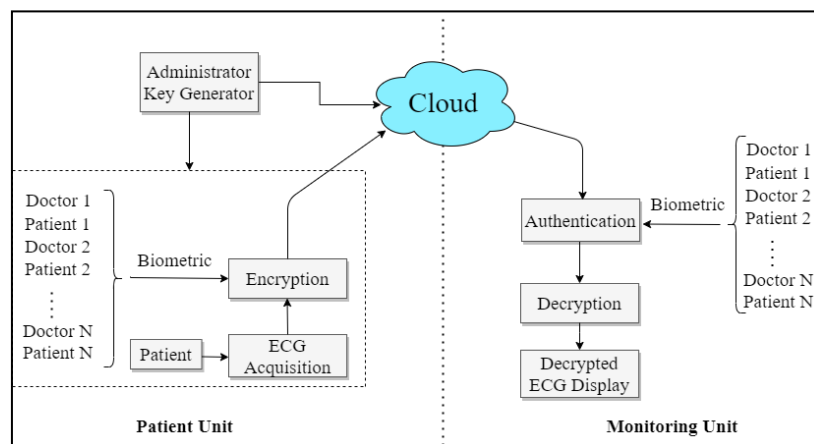 Administrator
Key Generator
Cloud
Doctor 1
Patient 1
Doctor 2
Patient 2
Doctor N
Patient N
Biometric
Encryption
Patient
ECG
Acquisition
Patient Unit
Doctor 1
Patient 1
Doctor 2
Patient 2
Doctor N
Patient N
Biometric
Authentication
Decryption
Decrypted
ECG Display
Monitoring Unit